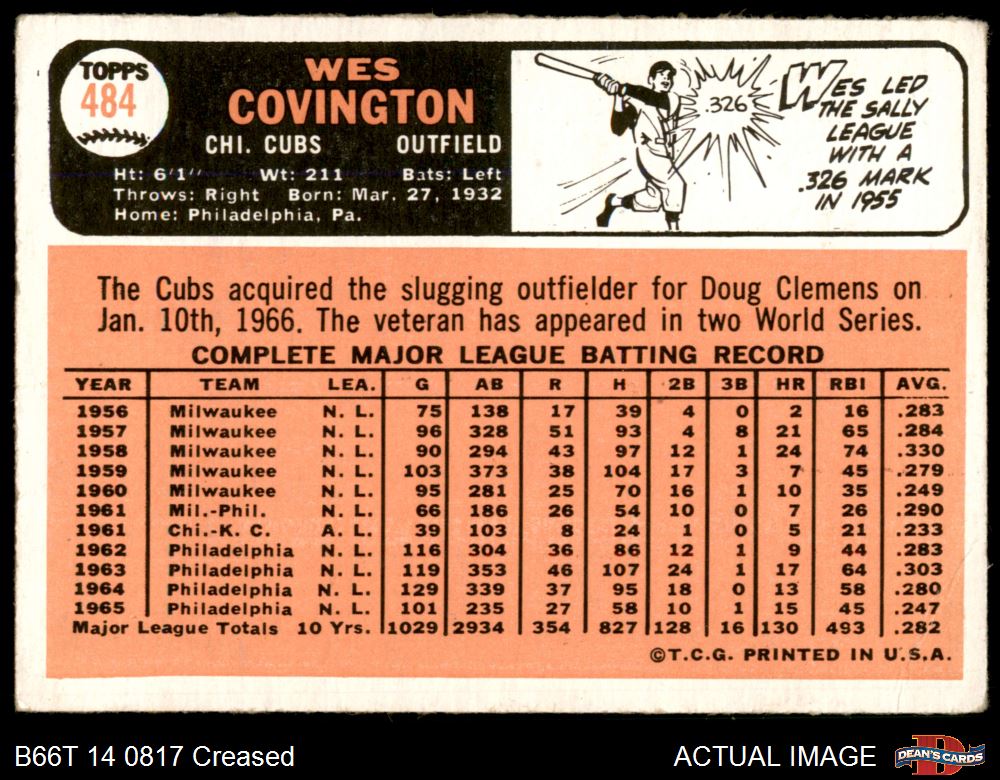 TOPPS
484
WES
COVINGTON
CHI. CUBS OUTFIELD
Ht: 6'1" Wt: 211 Bats: Left
Throws: Right Born: Mar. 27, 1932
Home: Philadelphia, Pa.
.326
WES LED
THE SALLY
LEAGUE
WITH A
.326 MARK
IN 1955
The Cubs acquired the slugging outfielder for Doug Clemens on
Jan. 10th, 1966. The veteran has appeared in two World Series.
COMPLETE MAJOR LEAGUE BATTING RECORD
YEAR TEAM LEA. G AB R H 2B 3B HR RBI AVG.
1956 Milwaukee N. L. 75 138 17 39 4 0 2 16 .283
1957 Milwaukee N. L. 96 328 51 93 4 8 21 65 .284
1958 Milwaukee N. L. 90 294 43 97 12 1 24 74 .330
1959 Milwaukee N. L. 103 373 38 104 17 3 7 45 .279
1960 Milwaukee N. L. 95 281 25 70 16 1 10 35 .249
1961 Mil.-Phil. N. L. 66 186 26 54 10 0 7 26 .290
1961 Chi.-K. C. A. L. 39 103 8 24 1 0 5 21 .233
1962 Philadelphia N. L. 116 304 36 86 12 1 9 44 .283
1963 Philadelphia N. L. 119 353 46 107 24 1 17 64 .303
1964 Philadelphia N. L. 129 339 37 95 18 0 13 58 .280
1965 Philadelphia N. L. 101 235 27 58 10 1 15 45 .247
Major League Totals 10 Yrs. 1029 2934 354 827 128 16 130 493 .282
©T.C.G. PRINTED IN U.S.A.
B66T 14 0817 Creased ACTUAL IMAGE
D
DEAN'S CARDS